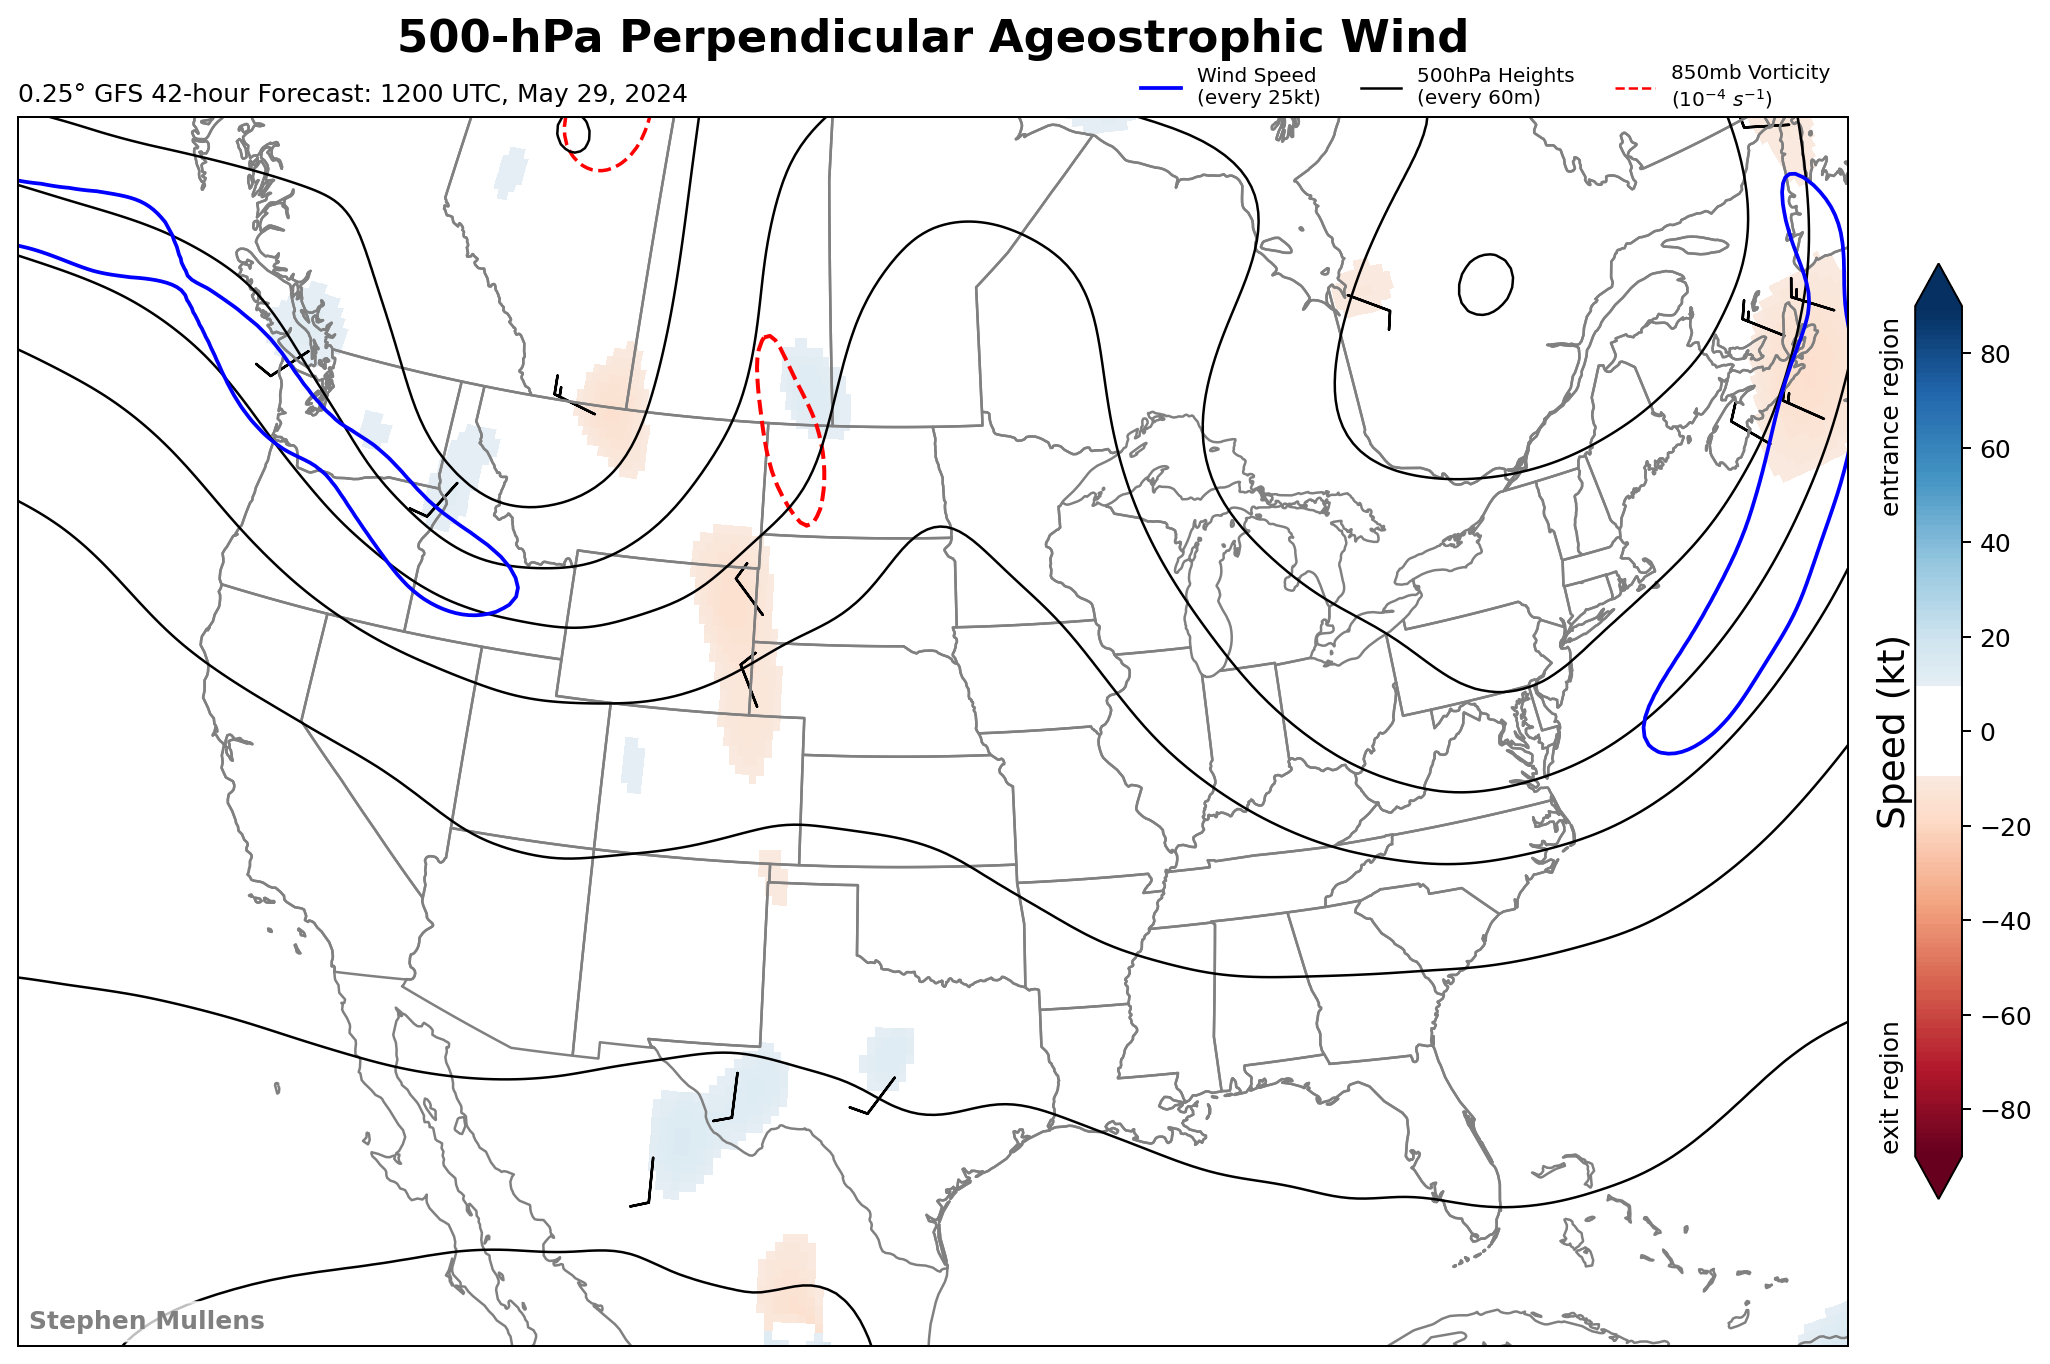 500-hPa Perpendicular Ageostrophic Wind
0.25° GFS 42-hour Forecast: 1200 UTC, May 29, 2024
Wind Speed
(every 25kt)
500hPa Heights
(every 60m)
850mb Vorticity
(10⁻⁴ s⁻¹)
entrance region
Speed (kt)
exit region
80
60
40
20
0
−20
−40
−60
−80
Stephen Mullens